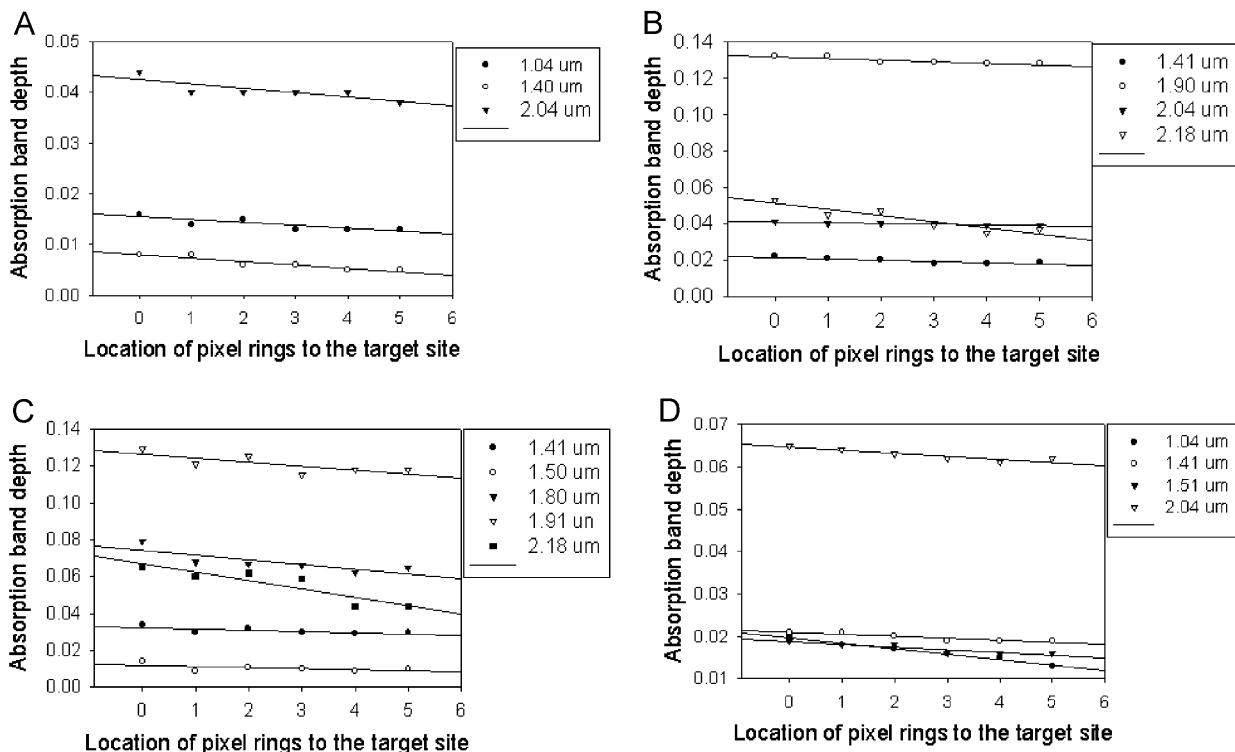 A
Absorption band depth
0.05
0.04
0.03
0.02
0.01
0.00
0 1 2 3 4 5 6
Location of pixel rings to the target site
1.04 um
1.40 um
2.04 um
B
Absorption band depth
0.14
0.12
0.10
0.08
0.06
0.04
0.02
0.00
0 1 2 3 4 5 6
Location of pixel rings to the target site
1.41 um
1.90 um
2.04 um
2.18 um
C
Absorption band depth
0.14
0.12
0.10
0.08
0.06
0.04
0.02
0.00
0 1 2 3 4 5 6
Location of pixel rings to the target site
1.41 um
1.50 um
1.80 um
1.91 un
2.18 um
D
Absorption band depth
0.07
0.06
0.05
0.04
0.03
0.02
0.01
0 1 2 3 4 5 6
Location of pixel rings to the target site
1.04 um
1.41 um
1.51 um
2.04 um